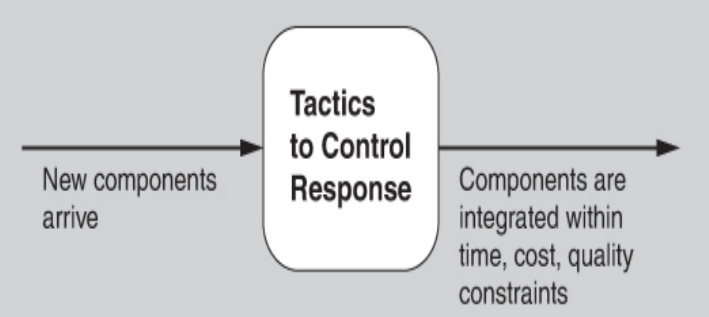 Tactics
to Control
Response
New components
arrive
Components are
integrated within
time, cost, quality
constraints